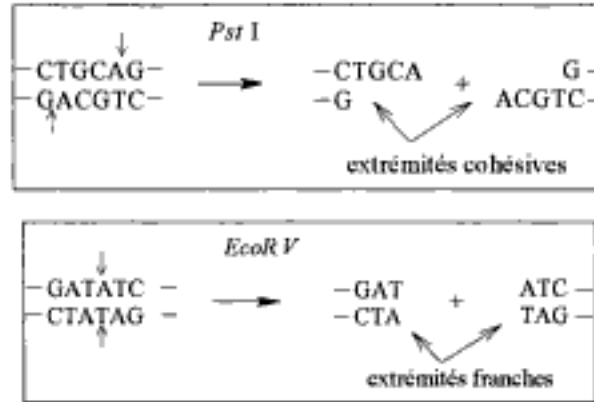 Pst I
–CTGCAG– –CTGCA + G–
–GACGTC– –G ACGTC–
extrémités cohésives
EcoR V
–GATATC – –GAT + ATC –
–CTATAG – –CTA TAG –
extrémités franches